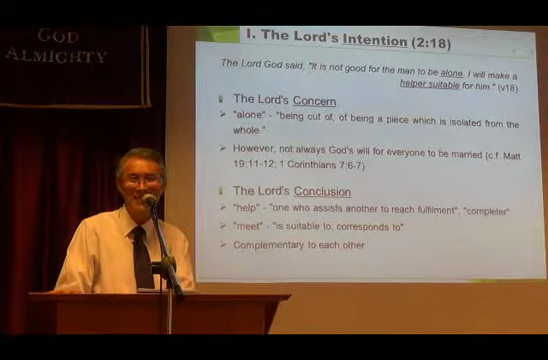 GOD
ALMIGHTY
I. The Lord's Intention (2:18)
The Lord God said, "It is not good for the man to be alone. I will make a
helper suitable for him." (v18)
The Lord's Concern
"alone" - "being cut of, of being a piece which is isolated from the
whole."
However, not always God's will for everyone to be married (c.f. Matt
19:11-12; 1 Corinthians 7:6-7)
The Lord's Conclusion
"help" - "one who assists another to reach fulfilment", "completer"
"meet" - "is suitable to, corresponds to"
Complementary to each other